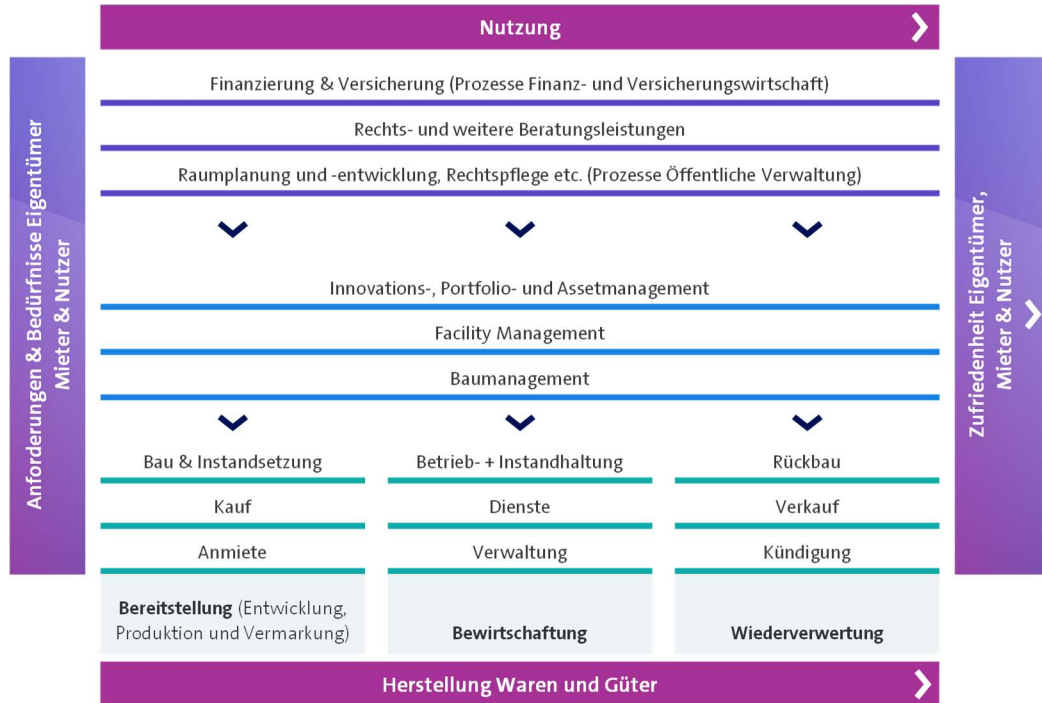 Nutzung
Anforderungen & Bedürfnisse Eigentümer
Mieter & Nutzer
Finanzierung & Versicherung (Prozesse Finanz- und Versicherungswirtschaft)
Rechts- und weitere Beratungsleistungen
Raumplanung und -entwicklung, Rechtspflege etc. (Prozesse Öffentliche Verwaltung)
Innovations-, Portfolio- und Assetmanagement
Facility Management
Baumanagement
Bau & Instandsetzung
Kauf
Anmiete
Bereitstellung (Entwicklung,
Produktion und Vermarkung)
Betrieb- + Instandhaltung
Dienste
Verwaltung
Bewirtschaftung
Rückbau
Verkauf
Kündigung
Wiederverwertung
Zufriedenheit Eigentümer,
Mieter & Nutzer
Herstellung Waren und Güter